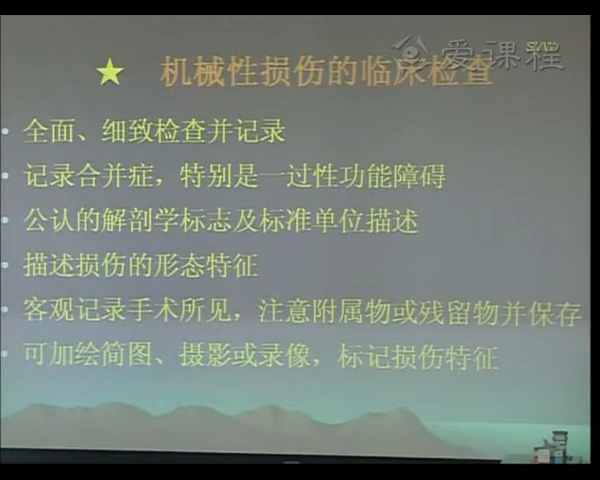 爱课程
★ 机械性损伤的临床检查
• 全面、细致检查并记录
• 记录合并症，特别是一过性功能障碍
• 公认的解剖学标志及标准单位描述
• 描述损伤的形态特征
• 客观记录手术所见，注意附属物或残留物并保存
• 可加绘简图、摄影或录像，标记损伤特征